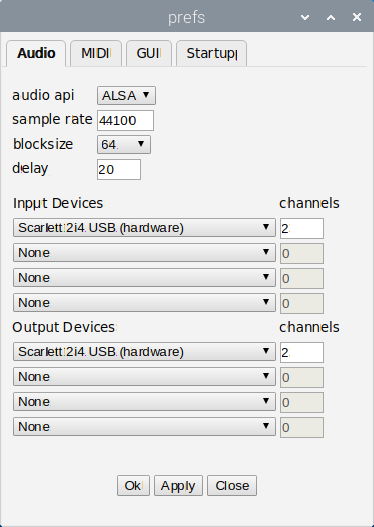 prefs
Audio MIDI GUI Startup
audio api ALSA
sample rate 44100
blocksize 64
delay 20
Input Devices channels
Scarlett 2i4 USB (hardware) 2
None 0
None 0
None 0
Output Devices channels
Scarlett 2i4 USB (hardware) 2
None 0
None 0
None 0
Ok Apply Close